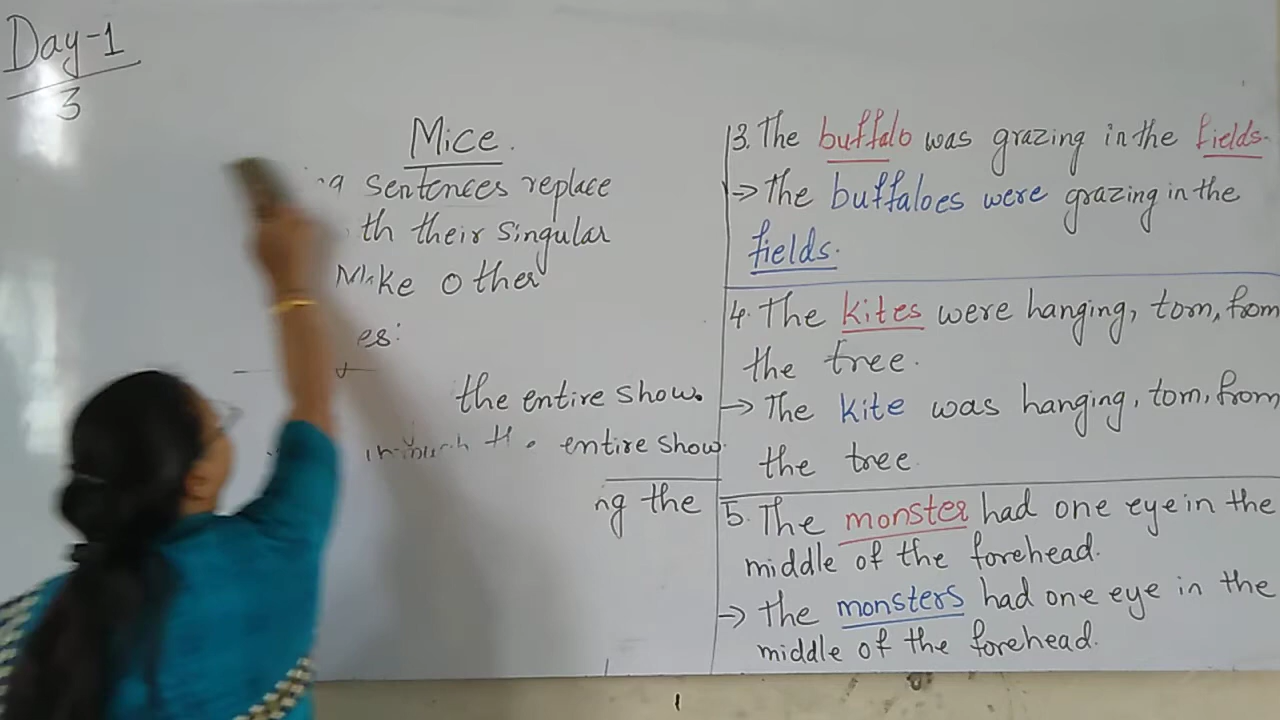 Day-1
3
Mice.
sentences replace
th their Singular
Make other
es:
the entire show.
entire show.
ng the
3. The buffalo was grazing in the fields.
→ The buffaloes were grazing in the
fields.
4. The kites were hanging, torn, from
the tree.
→ The kite was hanging, torn, from
the tree.
5. The monster had one eye in the
middle of the forehead.
→ The monsters had one eye in the
middle of the forehead.